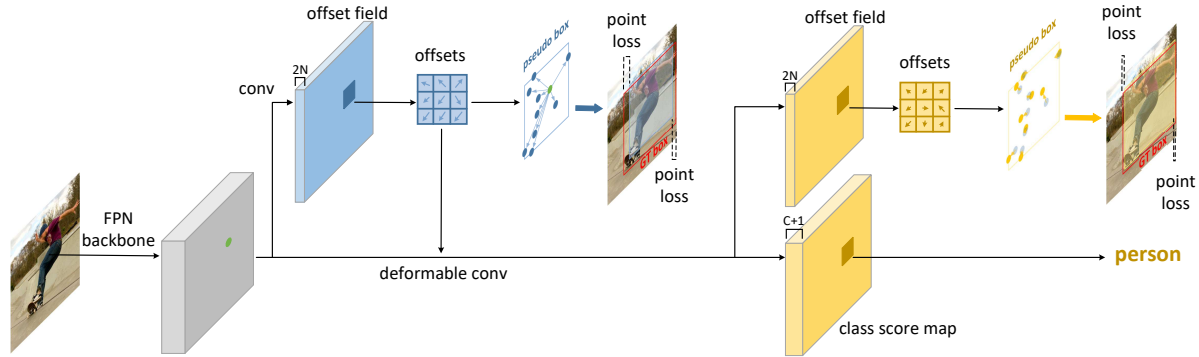 offset field
2N
conv
offsets
pseudo box
point
loss
GT box
point
loss
FPN
backbone
deformable conv
offset field
2N
offsets
pseudo box
point
loss
GT box
point
loss
C+1
class score map
person